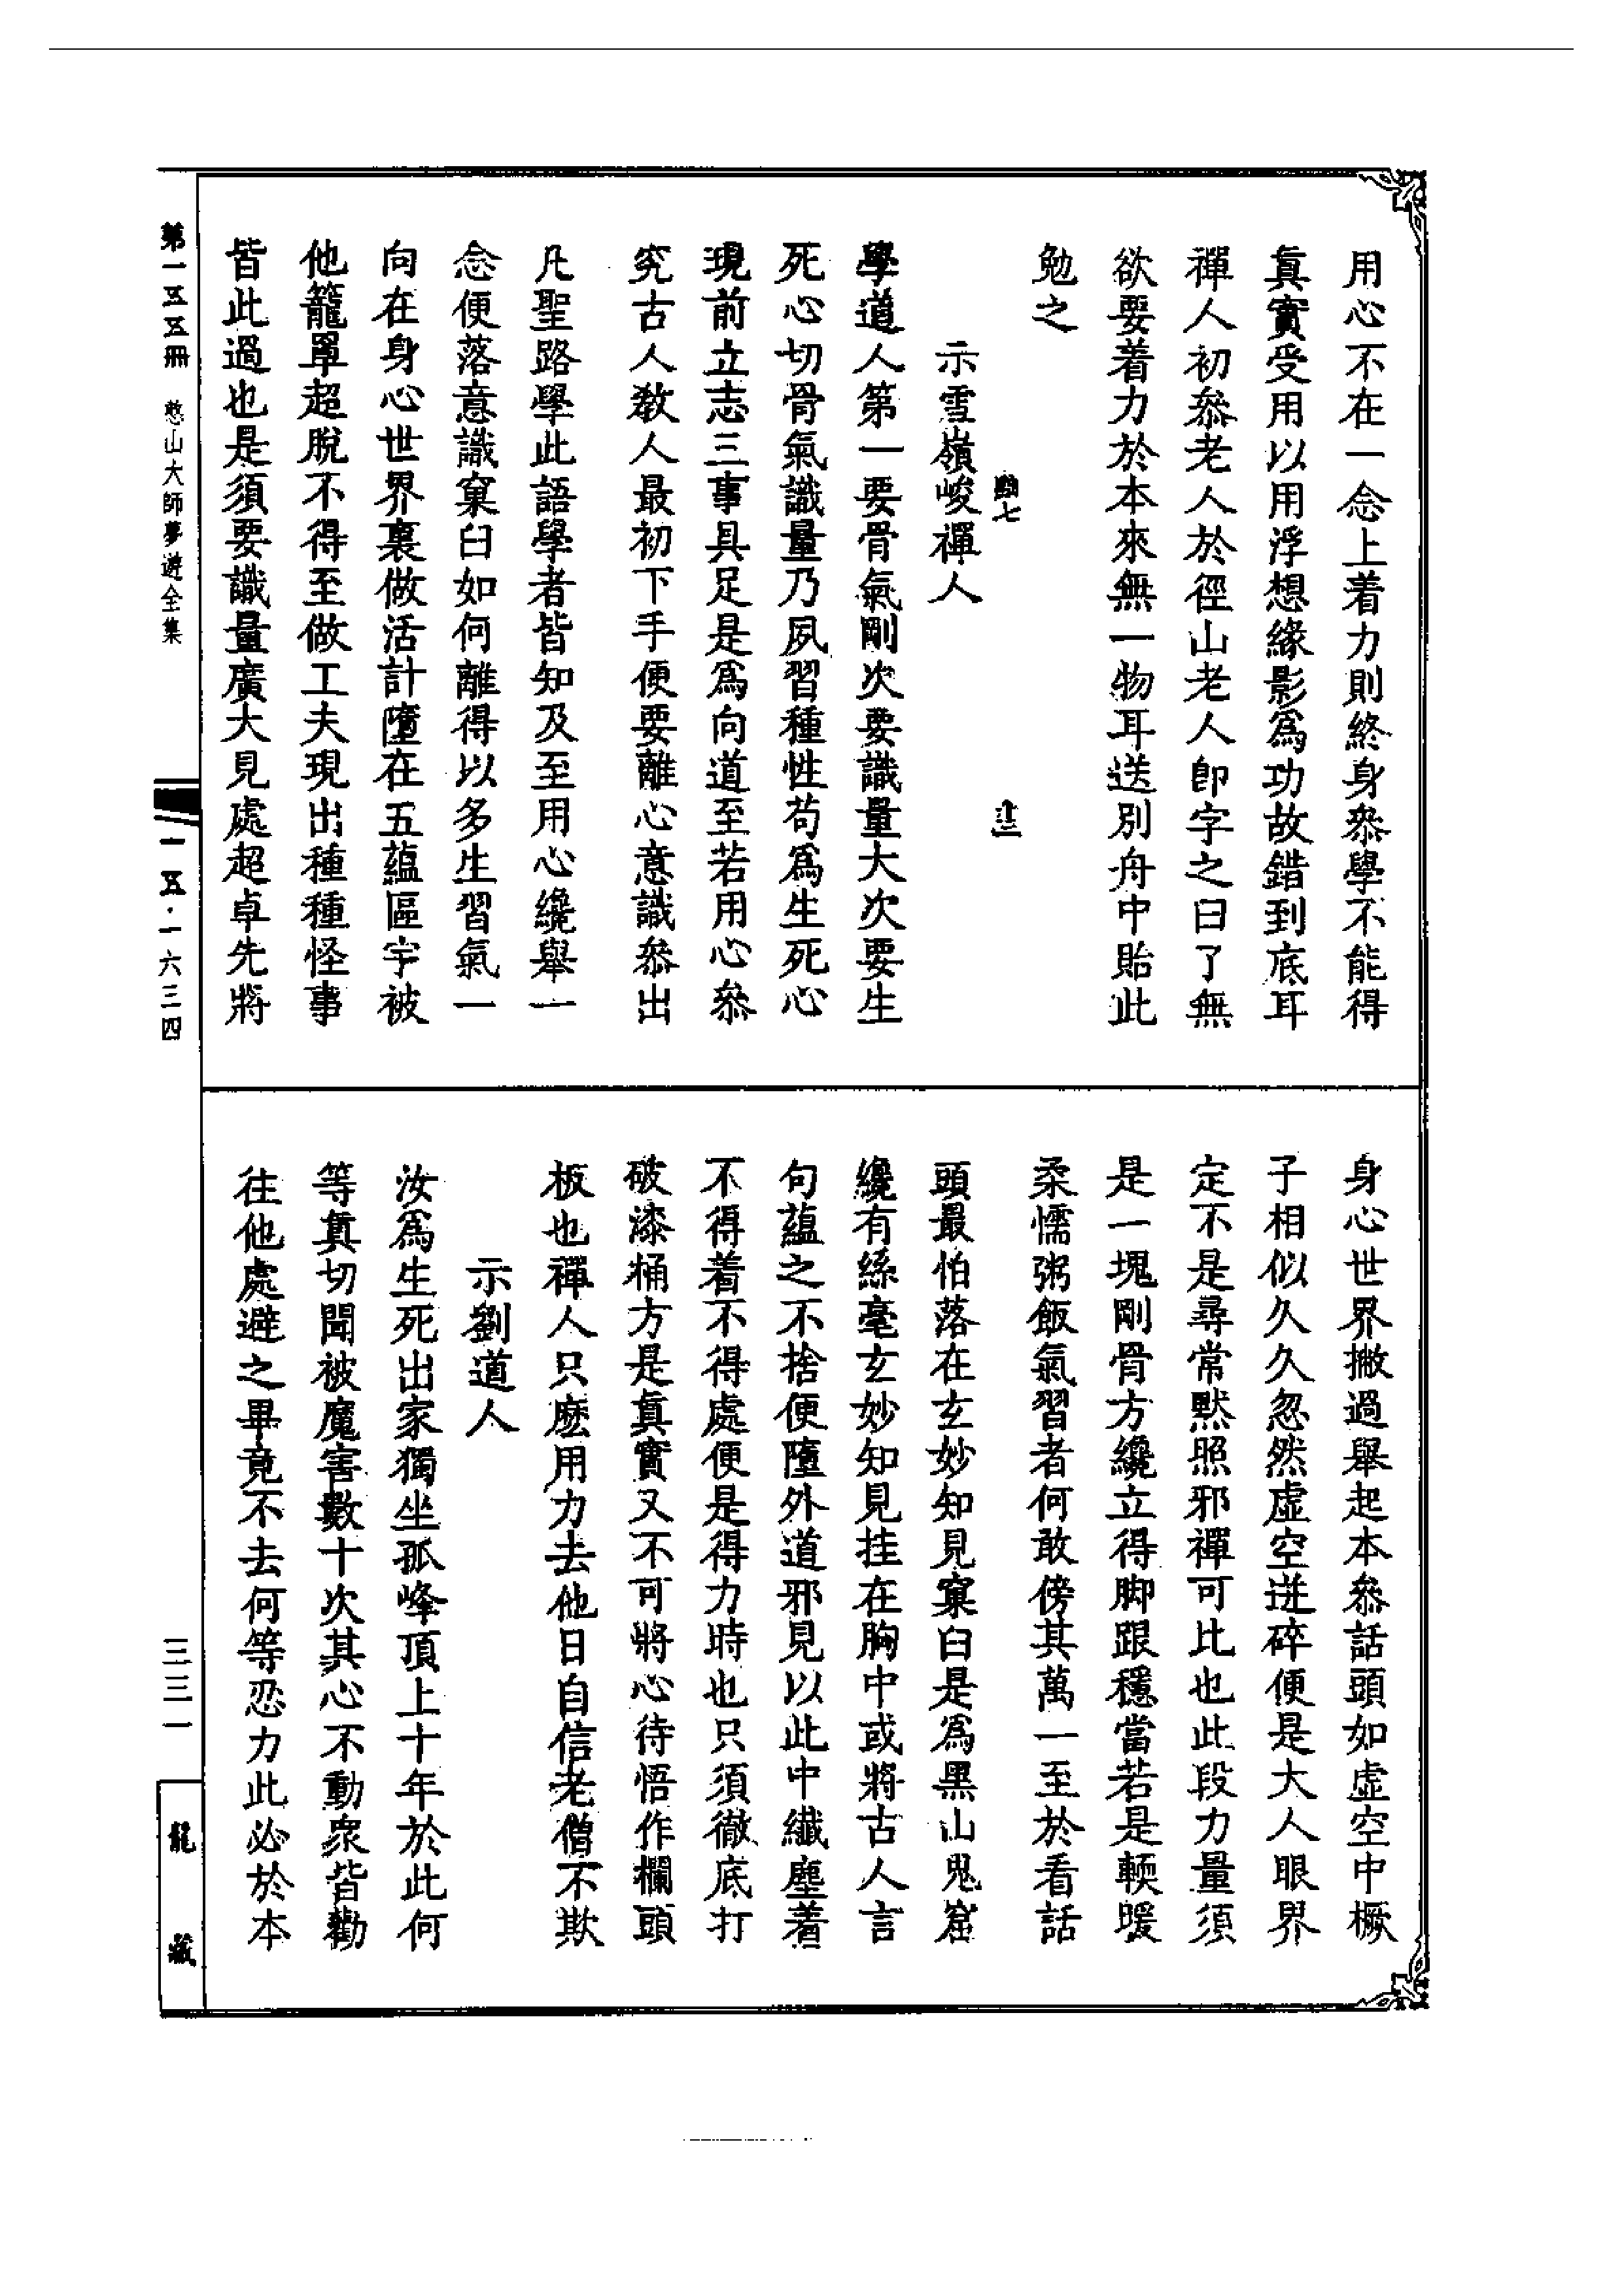 用心不在一念上着力則終身叅學不能得
眞實受用以用浮想緣影爲功故錯到底耳
禪人初叅老人於徑山老人卽字之曰了無
欲要着力於本來無一物耳送別舟中貽此
勉之
示雪嶺峻禪人
學道人第一要骨氣剛次要識量大次要生
死心切骨氣識量乃夙習種性苟爲生死心
現前立志三事具足是爲向道至若用心叅
究古人敎人最初下手便要離心意識叅出
凡聖路學此語學者皆知及至用心纔舉一
念便落意識窠臼如何離得以多生習氣一
向在身心世界裏做活計墮在五蘊區宇被
他籠罩超脫不得至做工夫現出種種怪事
皆此過也是須要識量廣大見處超卓先將
身心世界撇過舉起本叅話頭如虛空中橛
子相似久久忽然虛空迸碎便是大人眼界
定不是尋常默照邪禪可比也此段力量須
是一塊剛骨方纔立得脚跟穩當若是輭暖
柔懦粥飯氣習者何敢傍其萬一至於看話
頭最怕落在玄妙知見窠臼是爲黑山鬼窟
纔有絲毫玄妙知見挂在胸中或將古人言
句蘊之不捨便墮外道邪見以此中纖塵着
不得着不得處便是得力時也只須徹底打
破漆桶方是眞實又不可將心待悟作欄頭
板也禪人只麽用力去他日自信老僧不欺
示劉道人
汝爲生死出家獨坐孤峰頂上十年於此何
等眞切聞被魔害數十次其心不動衆皆勸
往他處避之畢竟不去何等忍力此必於本
第一五五冊 憨山大師夢遊全集
一五五·一六三四
三三一
龍藏